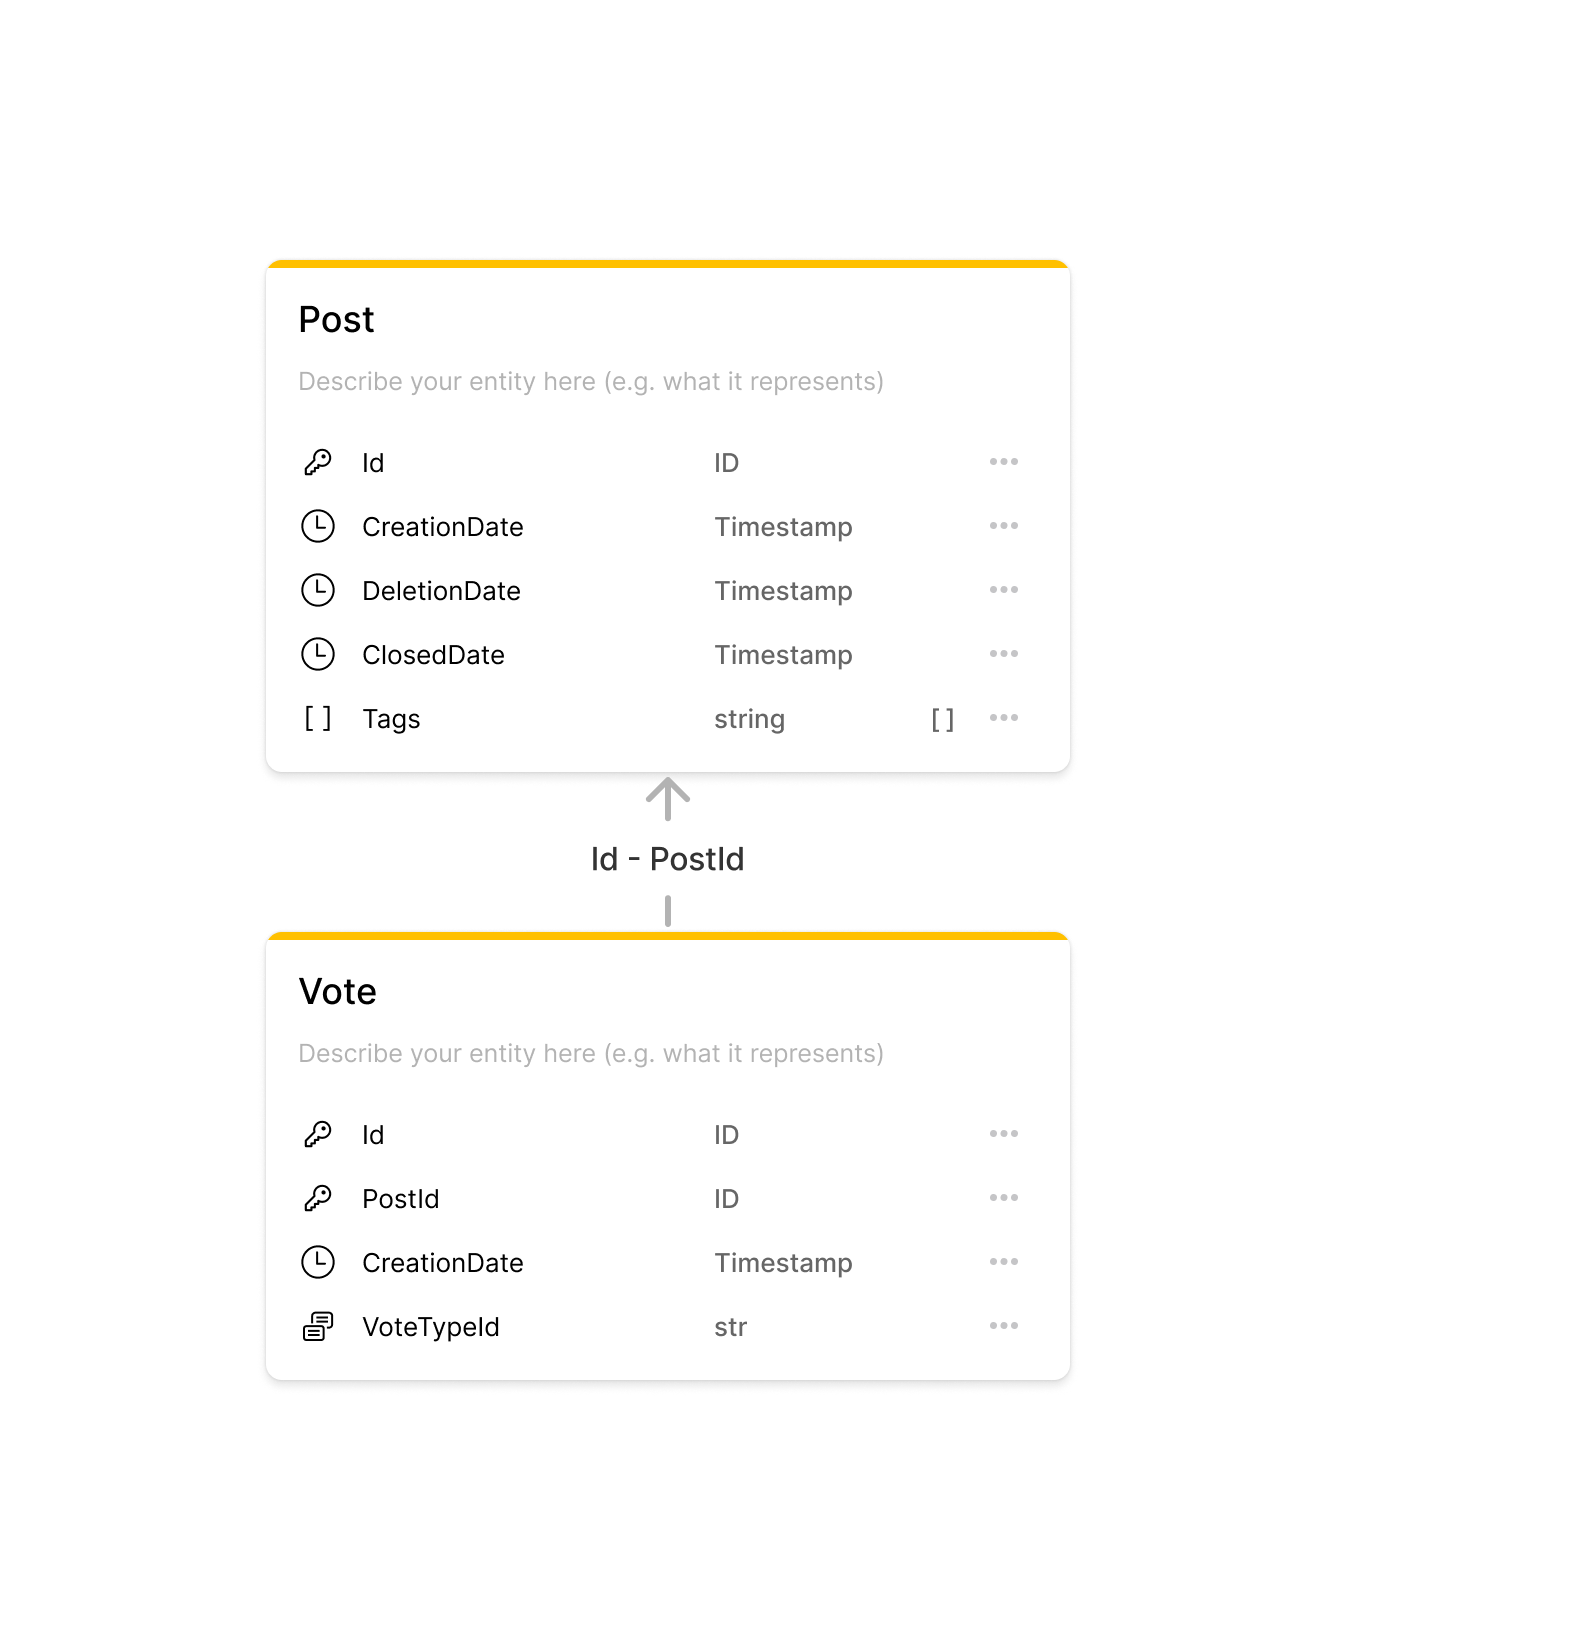 Post
Describe your entity here (e.g. what it represents)
Id ID
CreationDate Timestamp
DeletionDate Timestamp
ClosedDate Timestamp
[ ] Tags string [ ]
Id - PostId
Vote
Describe your entity here (e.g. what it represents)
Id ID
PostId ID
CreationDate Timestamp
VoteTypeId str